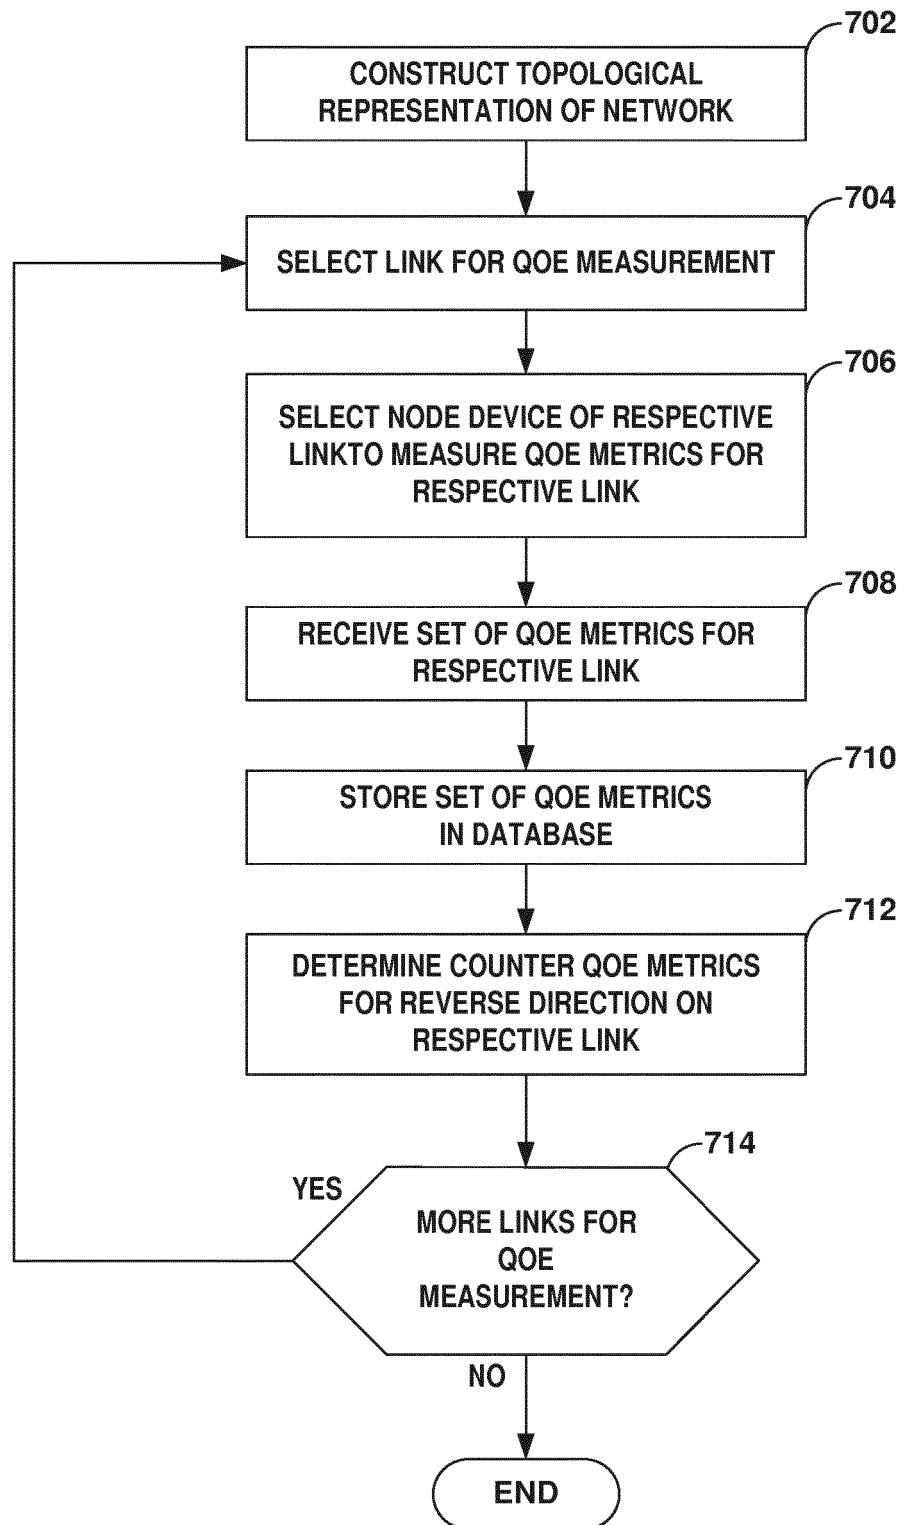 702
CONSTRUCT TOPOLOGICAL
REPRESENTATION OF NETWORK
704
SELECT LINK FOR QOE MEASUREMENT
706
SELECT NODE DEVICE OF RESPECTIVE
LINKTO MEASURE QOE METRICS FOR
RESPECTIVE LINK
708
RECEIVE SET OF QOE METRICS FOR
RESPECTIVE LINK
710
STORE SET OF QOE METRICS
IN DATABASE
712
DETERMINE COUNTER QOE METRICS
FOR REVERSE DIRECTION ON
RESPECTIVE LINK
714
YES
MORE LINKS FOR
QOE
MEASUREMENT?
NO
END